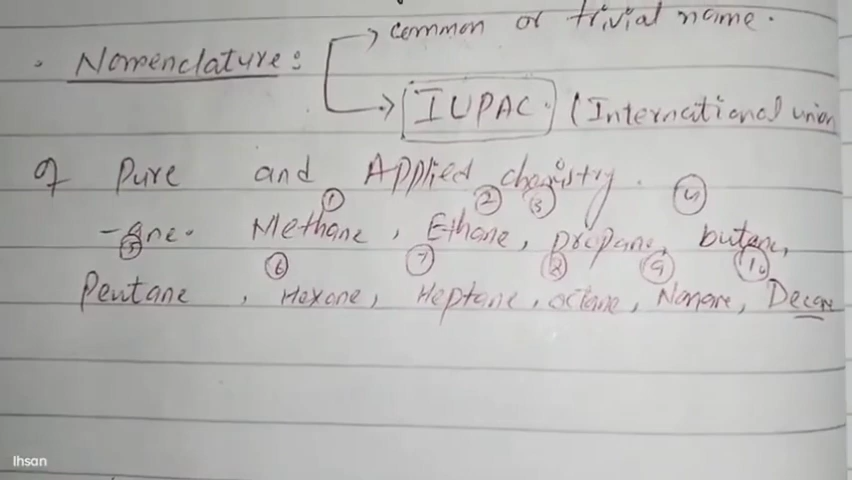 common or trivial name.
• Nomenclature:
IUPAC. (International union
of Pure and Applied chemistry.
① ② ③ 4
-ane. Methane, Ethane, propane, butane,
5 ⑥ ⑦ ⑧ ⑨ 10
Pentane, Hexane, Heptane, octane, Nonane, Decane
Ihsan